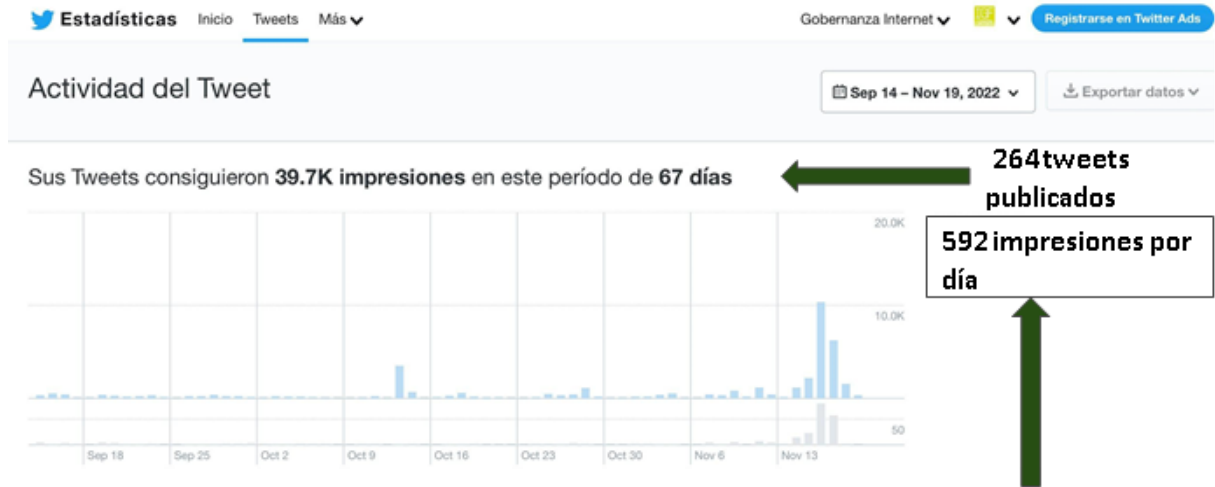 Estadísticas Inicio Tweets Más Gobernanza Internet Registrarse en Twitter Ads
Actividad del Tweet
Sep 14 – Nov 19, 2022 Exportar datos
Sus Tweets consiguieron 39.7K impresiones en este período de 67 días
264 tweets
publicados
592 impresiones por
día
20.0K
10.0K
50
Sep 18 Sep 25 Oct 2 Oct 9 Oct 16 Oct 23 Oct 30 Nov 6 Nov 13